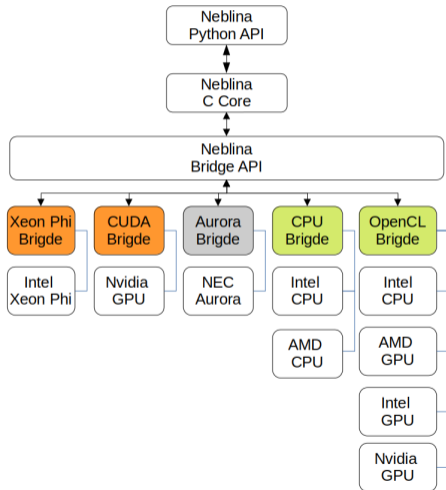 Neblina
Python API
Neblina
C Core
Neblina
Bridge API
Xeon Phi
Brigde
CUDA
Brigde
Aurora
Brigde
CPU
Brigde
OpenCL
Brigde
Intel
Xeon Phi
Nvidia
GPU
NEC
Aurora
Intel
CPU
Intel
CPU
AMD
CPU
AMD
GPU
Intel
GPU
Nvidia
GPU